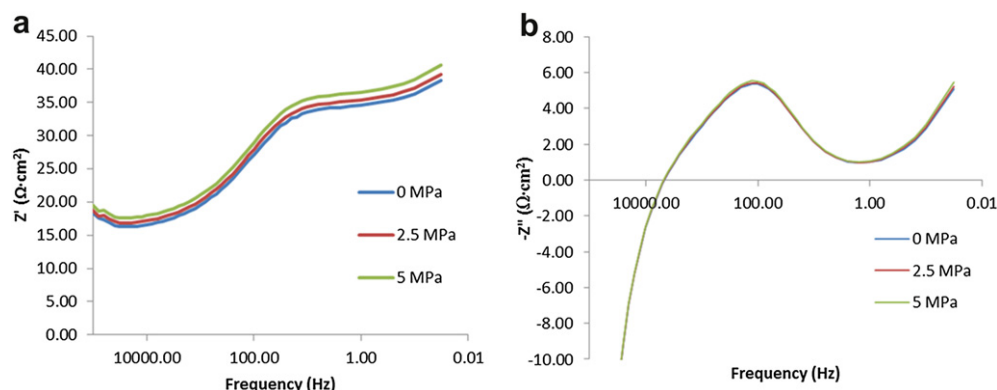 a
45.00
40.00
35.00
30.00
25.00
20.00
15.00
10.00
5.00
0.00
Z' (Ω·cm²)
10000.00 100.00 1.00 0.01
Frequency (Hz)
0 MPa
2.5 MPa
5 MPa
b
8.00
6.00
4.00
2.00
0.00
-2.00
-4.00
-6.00
-8.00
-10.00
-Z" (Ω·cm²)
10000.00 100.00 1.00 0.01
0 MPa
2.5 MPa
5 MPa
Frequency (Hz)